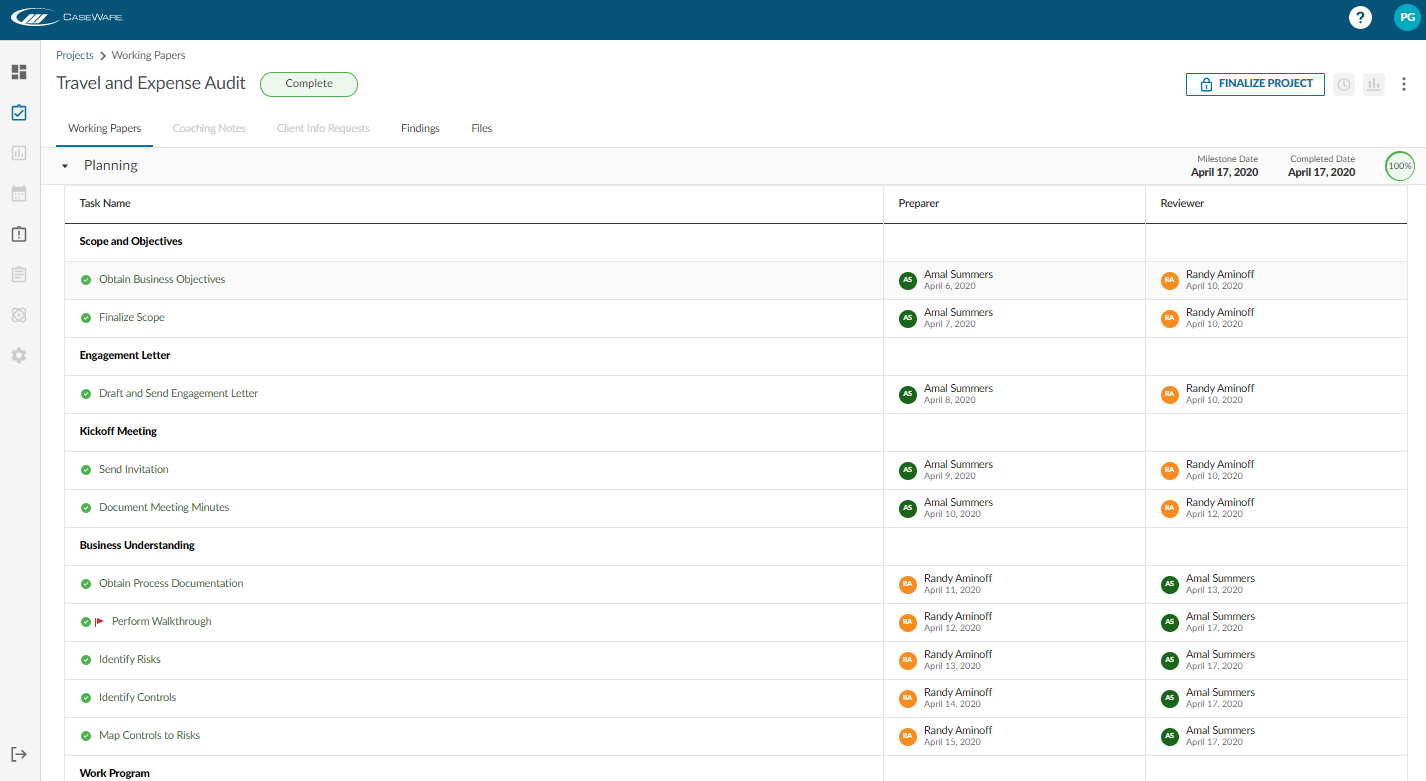 CASEWARE
?
PG
Projects > Working Papers
Travel and Expense Audit
Complete
FINALIZE PROJECT
Working Papers
Coaching Notes
Client Info Requests
Findings
Files
Planning
Milestone Date
April 17, 2020
Completed Date
April 17, 2020
100%
Task Name
Preparer
Reviewer
Scope and Objectives
Obtain Business Objectives
AS
Amal Summers
April 6, 2020
RA
Randy Aminoff
April 10, 2020
Finalize Scope
AS
Amal Summers
April 7, 2020
RA
Randy Aminoff
April 10, 2020
Engagement Letter
Draft and Send Engagement Letter
AS
Amal Summers
April 8, 2020
RA
Randy Aminoff
April 10, 2020
Kickoff Meeting
Send Invitation
AS
Amal Summers
April 9, 2020
RA
Randy Aminoff
April 10, 2020
Document Meeting Minutes
AS
Amal Summers
April 10, 2020
RA
Randy Aminoff
April 12, 2020
Business Understanding
Obtain Process Documentation
RA
Randy Aminoff
April 11, 2020
AS
Amal Summers
April 13, 2020
Perform Walkthrough
RA
Randy Aminoff
April 12, 2020
AS
Amal Summers
April 17, 2020
Identify Risks
RA
Randy Aminoff
April 13, 2020
AS
Amal Summers
April 17, 2020
Identify Controls
RA
Randy Aminoff
April 14, 2020
AS
Amal Summers
April 17, 2020
Map Controls to Risks
RA
Randy Aminoff
April 15, 2020
AS
Amal Summers
April 17, 2020
Work Program